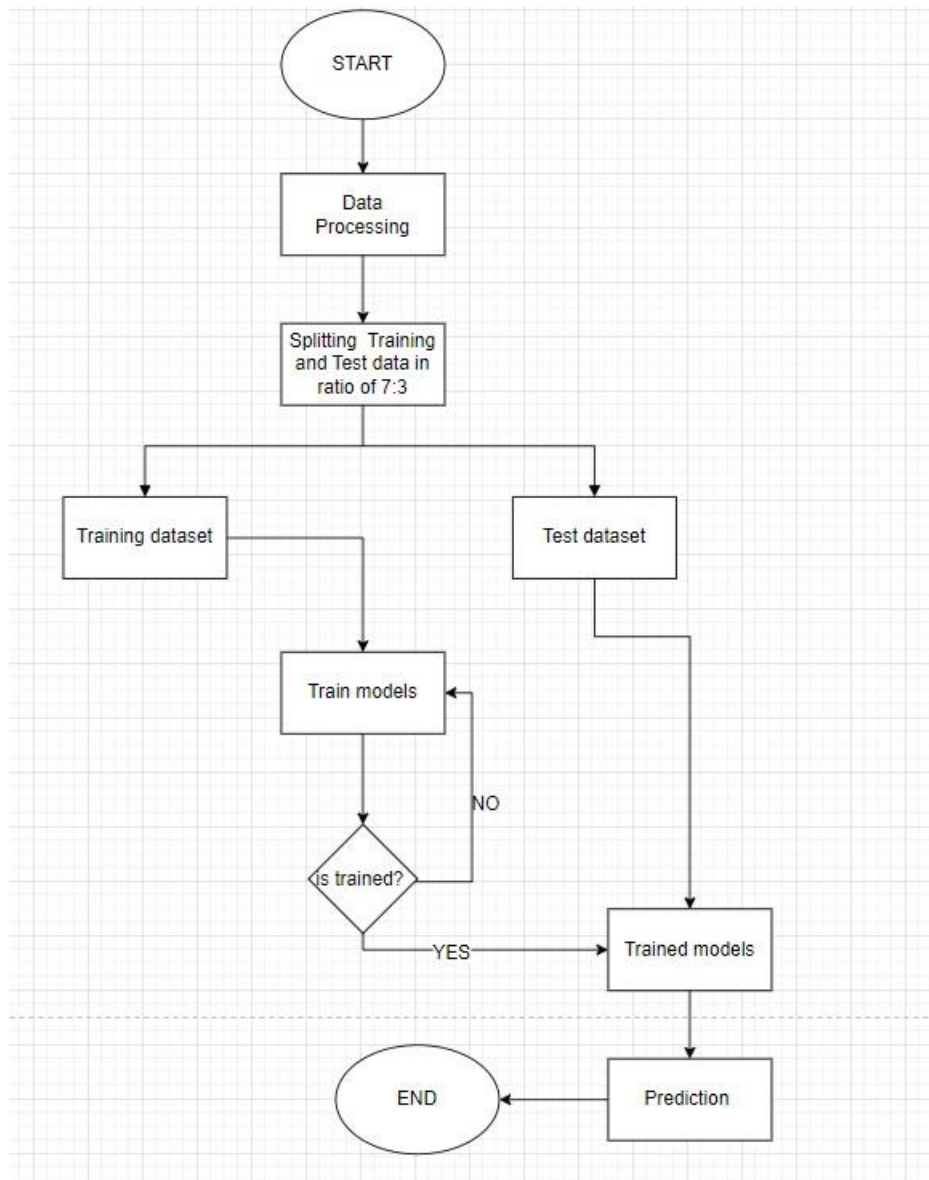 START
Data
Processing
Splitting Training
and Test data in
ratio of 7:3
Training dataset
Test dataset
Train models
NO
is trained?
YES
Trained models
END
Prediction